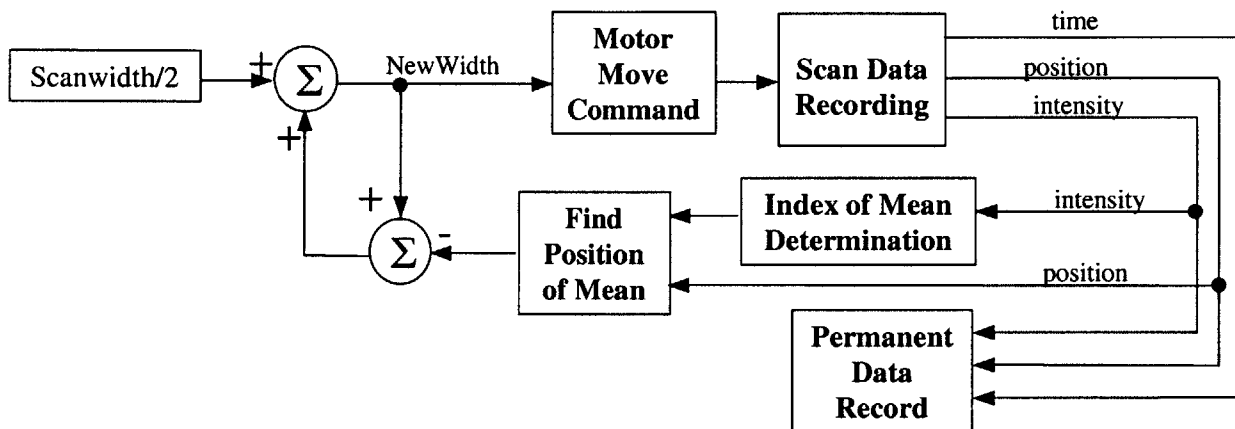 time
Motor
Move
Command
Scan Data
Recording
position
intensity
Scanwidth/2
+
Σ
NewWidth
+
+
Σ
-
Find
Position
of Mean
Index of Mean
Determination
intensity
position
Permanent
Data
Record